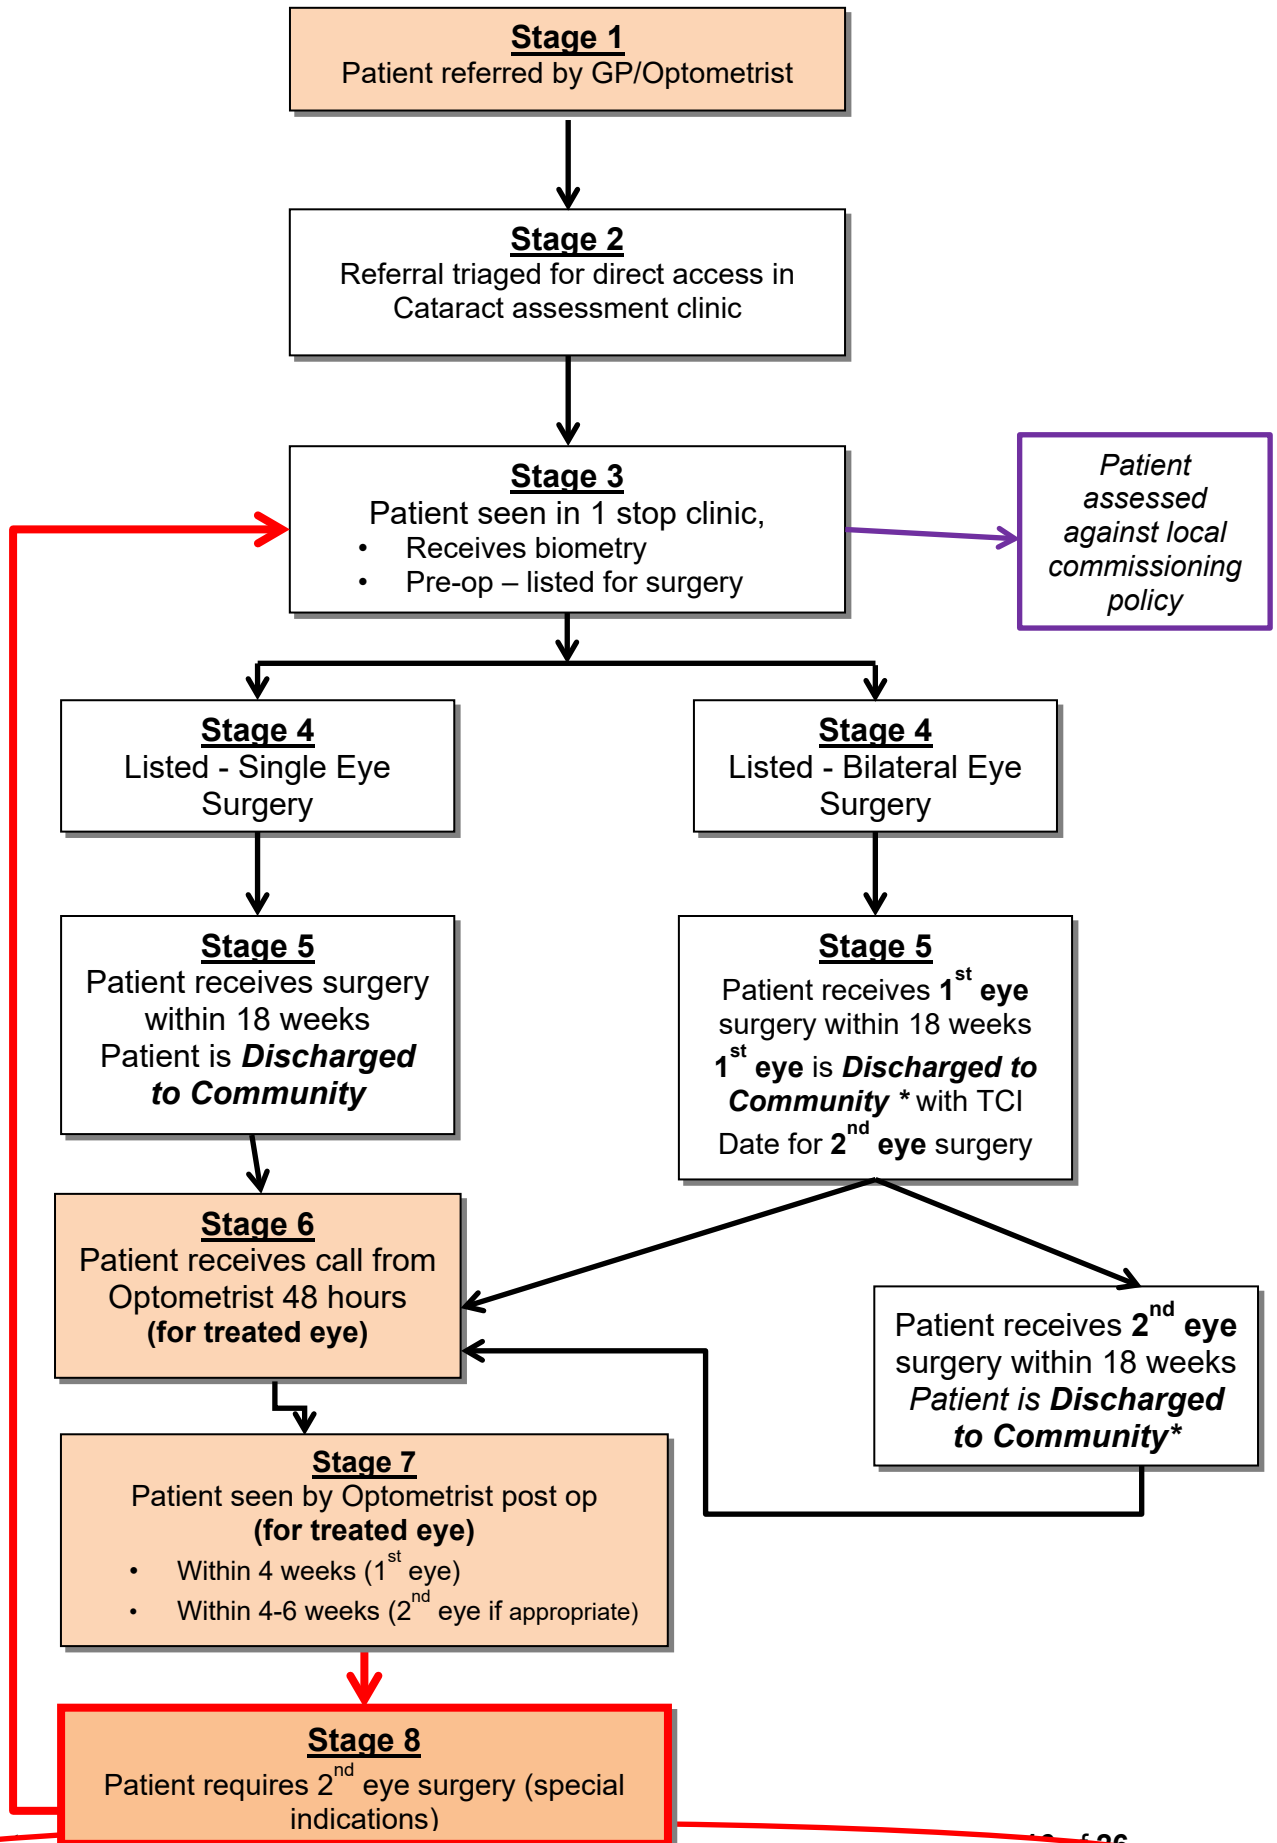 Stage 1
Patient referred by GP/Optometrist
Stage 2
Referral triaged for direct access in
Cataract assessment clinic
Stage 3
Patient seen in 1 stop clinic,
• Receives biometry
• Pre-op – listed for surgery
Patient
assessed
against local
commissioning
policy
Stage 4
Listed - Single Eye
Surgery
Stage 4
Listed - Bilateral Eye
Surgery
Stage 5
Patient receives surgery
within 18 weeks
Patient is Discharged
to Community
Stage 5
Patient receives 1st eye
surgery within 18 weeks
1st eye is Discharged to
Community * with TCI
Date for 2nd eye surgery
Stage 6
Patient receives call from
Optometrist 48 hours
(for treated eye)
Patient receives 2nd eye
surgery within 18 weeks
Patient is Discharged
to Community*
Stage 7
Patient seen by Optometrist post op
(for treated eye)
• Within 4 weeks (1st eye)
• Within 4-6 weeks (2nd eye if appropriate)
Stage 8
Patient requires 2nd eye surgery (special
indications)
of 26